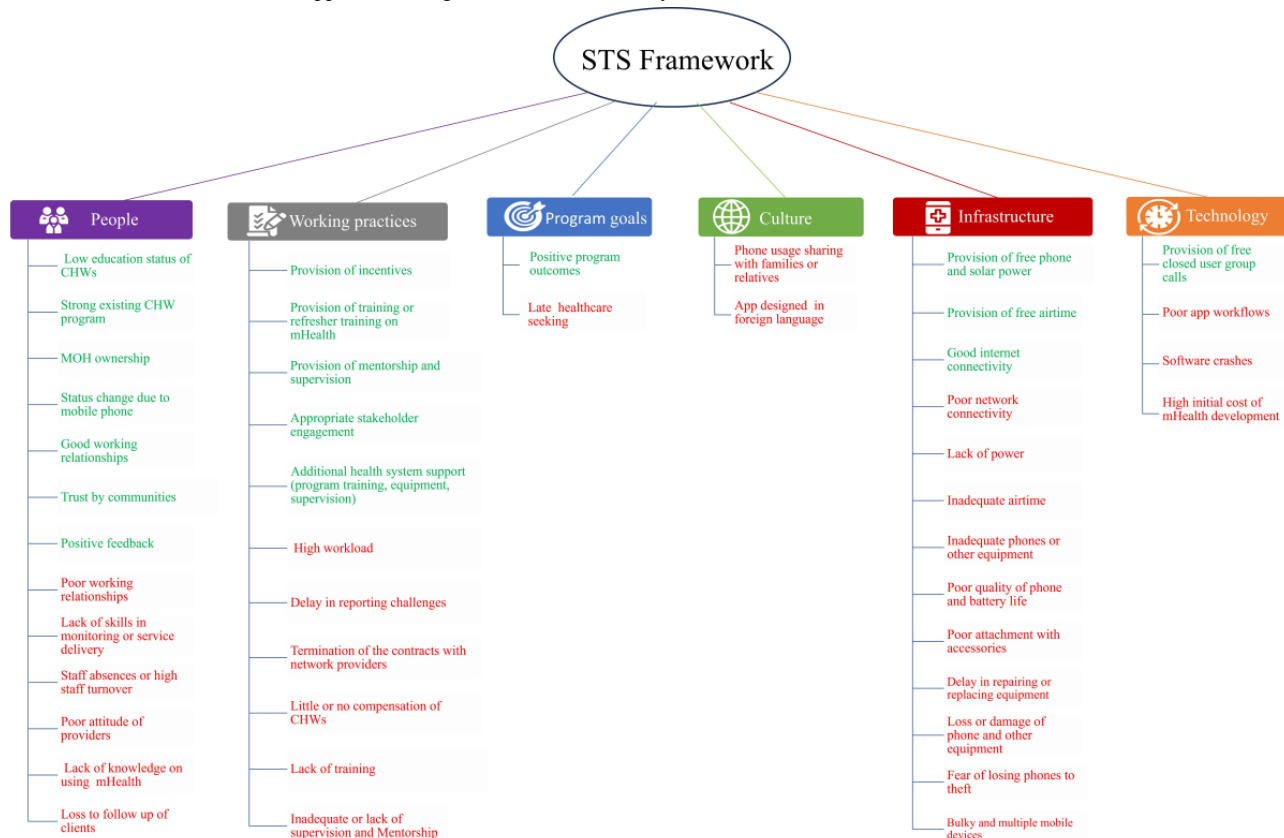 STS Framework
People
Low education status of
CHWs
Strong existing CHW
program
MOH ownership
Status change due to
mobile phone
Good working
relationships
Trust by communities
Positive feedback
Poor working
relationships
Lack of skills in
monitoring or service
delivery
Staff absences or high
staff turnover
Poor attitude of
providers
Lack of knowledge on
using mHealth
Loss to follow up of
clients
Working practices
Provision of incentives
Provision of training or
refresher training on
mHealth
Provision of mentorship and
supervision
Appropriate stakeholder
engagement
Additional health system support
(program training, equipment,
supervision)
High workload
Delay in reporting challenges
Termination of the contracts with
network providers
Little or no compensation of
CHWs
Lack of training
Inadequate or lack of
supervision and Mentorship
Program goals
Positive program
outcomes
Late healthcare
seeking
Culture
Phone usage sharing
with families or
relatives
App designed in
foreign language
Infrastructure
Provision of free phone
and solar power
Provision of free airtime
Good internet
connectivity
Poor network
connectivity
Lack of power
Inadequate airtime
Inadequate phones or
other equipment
Poor quality of phone
and battery life
Poor attachment with
accessories
Delay in repairing or
replacing equipment
Loss or damage of
phone and other
equipment
Fear of losing phones to
theft
Bulky and multiple mobile
devices
Technology
Provision of free
closed user group
calls
Poor app workflows
Software crashes
High initial cost of
mHealth development